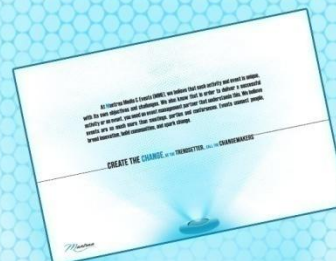 At Mantraa Media & Events (MME), we believe that each activity and event is unique,
with its own objectives and challenges. We also know that in order to deliver a successful
activity or an event, you need an event management partner that understands this. We believe
events are so much more than meetings, parties and conferences. Events connect people,
breed innovation, build communities, and spark change.
CREATE THE CHANGE. BE THE TRENDSETTER. CALL THE CHANGEMAKERS
Mantraa